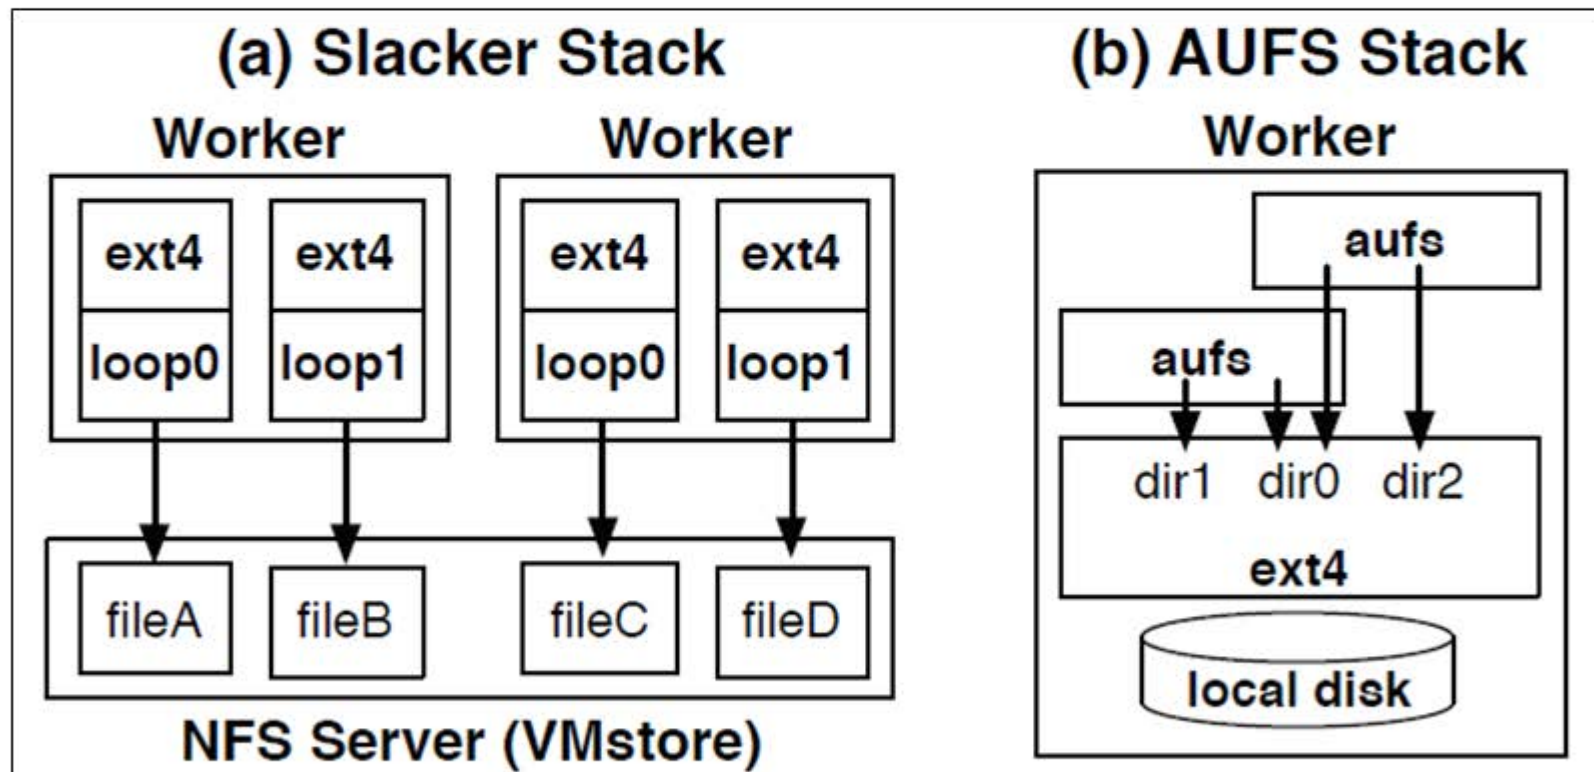 (a) Slacker Stack
Worker Worker
ext4 ext4 ext4 ext4
loop0 loop1 loop0 loop1
fileA fileB fileC fileD
NFS Server (VMstore)
(b) AUFS Stack
Worker
aufs
aufs
dir1 dir0 dir2
ext4
local disk